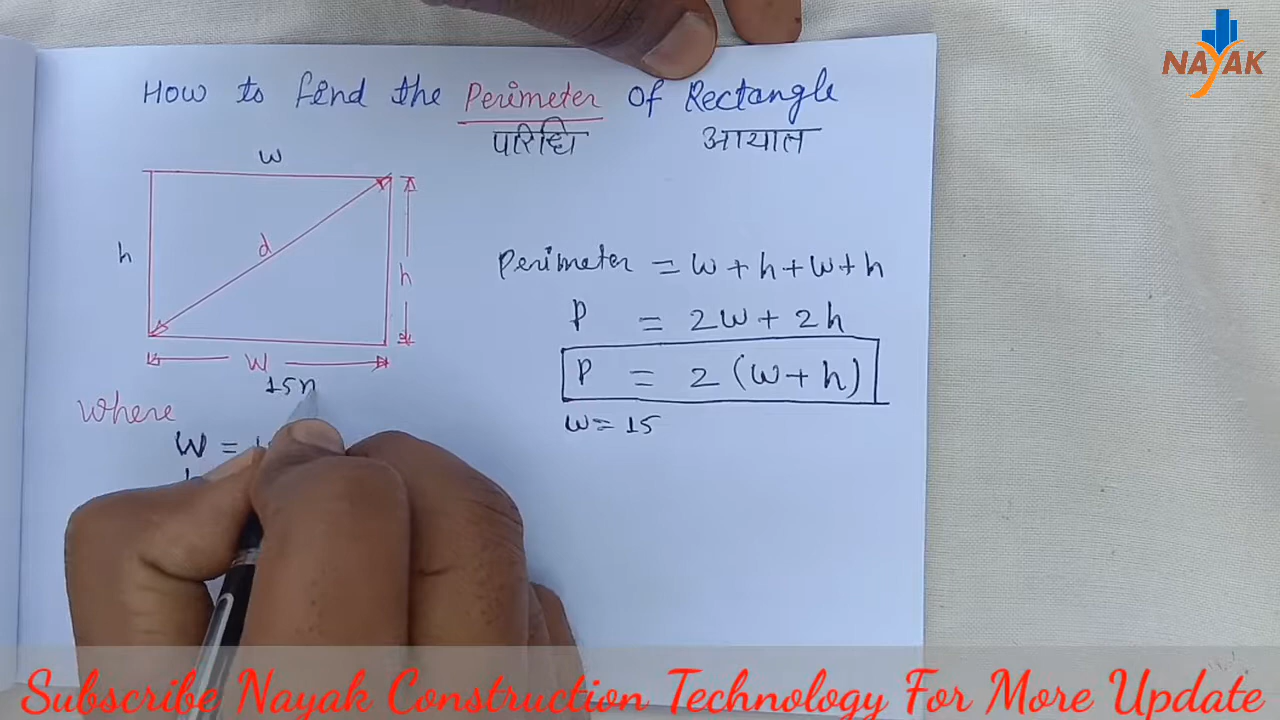 NAYAK
How to find the Perimeter of Rectangle
परिधि आयात
w
h
d
h
W
15
Where
W =
Perimeter = w + h + w + h
P = 2w + 2h
P = 2 (w + h)
w = 15
Subscribe Nayak Construction Technology For More Update